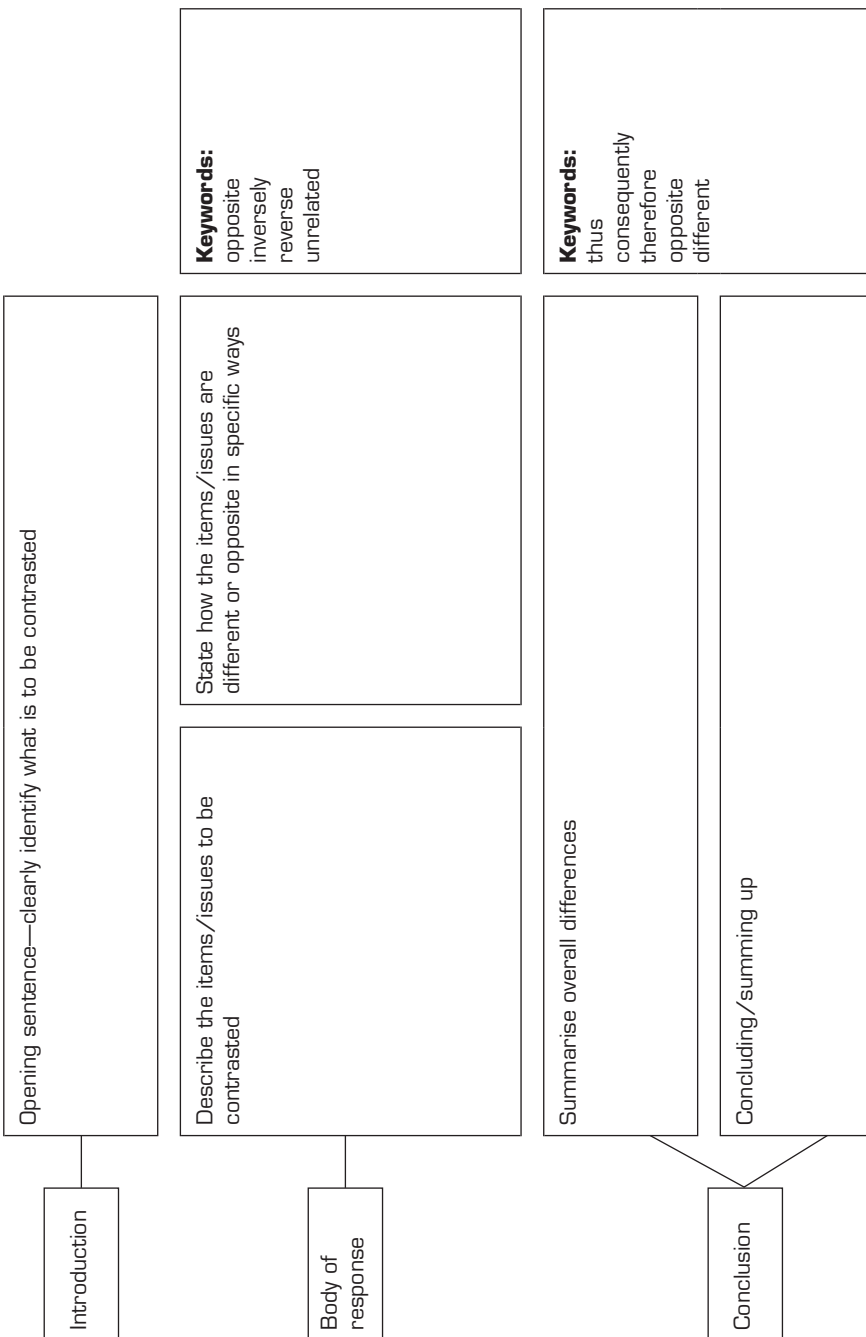 Introduction
Opening sentence—clearly identify what is to be contrasted
Body of
response
Describe the items/issues to be
contrasted
State how the items/issues are
different or opposite in specific ways
Keywords:
opposite
inversely
reverse
unrelated
Conclusion
Summarise overall differences
Concluding/summing up
Keywords:
thus
consequently
therefore
opposite
different